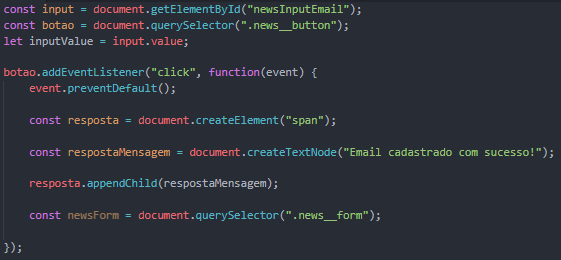 const input = document.getElementById("newsInputEmail");
const botao = document.querySelector(".news__button");
let inputValue = input.value;
botao.addEventListener("click", function(event) {
event.preventDefault();
const resposta = document.createElement("span");
const respostaMensagem = document.createTextNode("Email cadastrado com sucesso!");
resposta.appendChild(respostaMensagem);
const newsForm = document.querySelector(".news__form");
});